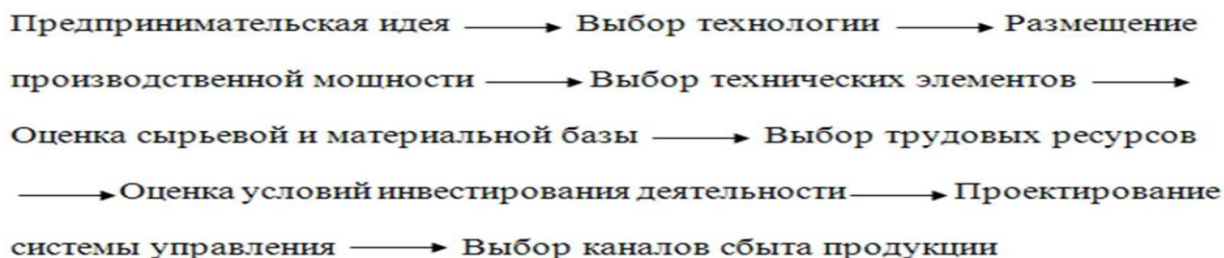 Предпринимательская идея ⟶ Выбор технологии ⟶ Размещение
производственной мощности ⟶ Выбор технических элементов ⟶
Оценка сырьевой и материальной базы ⟶ Выбор трудовых ресурсов
⟶ Оценка условий инвестирования деятельности ⟶ Проектирование
системы управления ⟶ Выбор каналов сбыта продукции